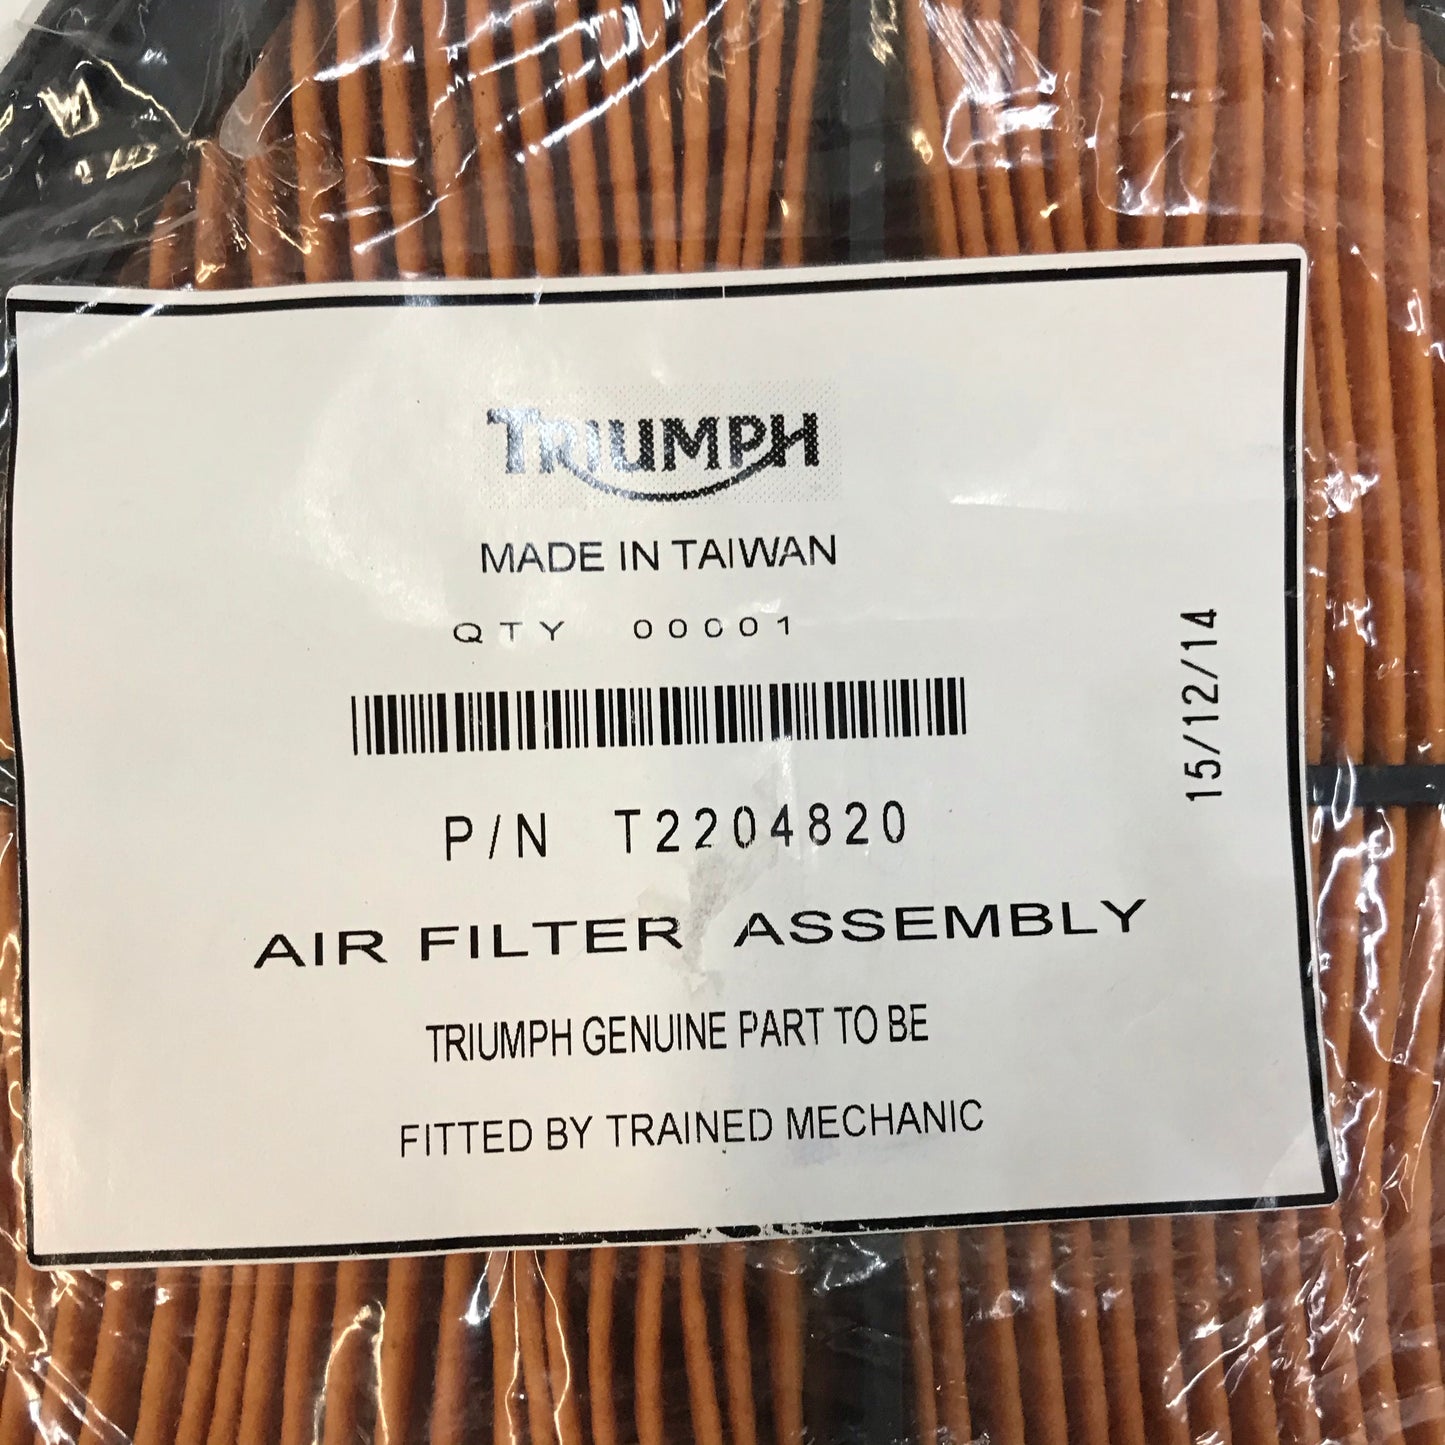 TRIUMPH
MADE IN TAIWAN
QTY 00001
P/N T2204820
AIR FILTER ASSEMBLY
TRIUMPH GENUINE PART TO BE
FITTED BY TRAINED MECHANIC
15/12/14